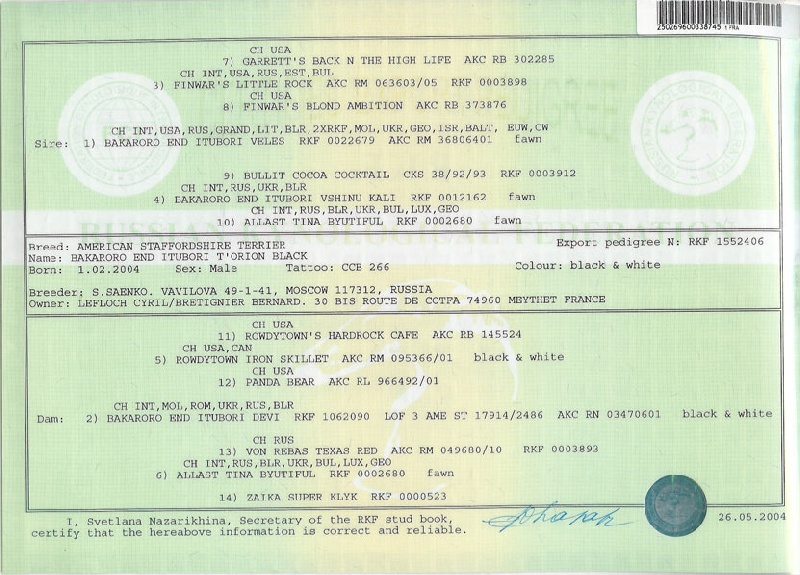 250269600838745 1 FRA
CH USA
7) GARRETT'S BACK N THE HIGH LIFE AKC RB 302285
CH INT,USA,RUS,EST,BUL
3) FINWAR'S LITTLE ROCK AKC RM 063603/05 RKF 0003898
CH USA
8) FINWAR'S BLOND AMBITION AKC RB 373876
CH INT,USA,RUS,GRAND,LIT,BLR,2XRKF,MOL,UKR,GEO,ISR,BALT, EUW,CW
Sire: 1) BAKARORO END ITUBORI VELES RKF 0022679 AKC RM 36806401 fawn
9) BULLIT COCOA COCKTAIL CKS 38/92/93 RKF 0003912
CH INT,RUS,UKR,BLR
4) BAKARORO END ITUBORI VSHINU KALI RKF 0012162 fawn
CH INT,RUS,BLR,UKR,BUL,LUX,GEO
10) ALLAST TINA BYUTIFUL RKF 0002680 fawn
RUSSIAN KYNOLOGICAL FEDERATION
Breed: AMERICAN STAFFORDSHIRE TERRIER Export pedigree N: RKF 1552406
Name: BAKARORO END ITUBORI T'ORION BLACK
Born: 1.02.2004 Sex: Male Tattoo: CCB 266 Colour: black & white
Breeder: S.SAENKO. VAVILOVA 49-1-41, MOSCOW 117312, RUSSIA
Owner: LEFLOCH CYRIL/BRETIGNIER BERNARD. 30 BIS ROUTE DE CCTPA 74960 MEYTHET FRANCE
CH USA
11) ROWDYTOWN'S HARDROCK CAFE AKC RB 145524
CH USA,CAN
5) ROWDYTOWN IRON SKILLET AKC RM 095366/01 black & white
CH USA
12) PANDA BEAR AKC RL 966492/01
CH INT,MOL,ROM,UKR,RUS,BLR
Dam: 2) BAKARORO END ITUBORI DEVI RKF 1062090 LOF 3 AME ST 17914/2486 AKC RN 03470601 black & white
CH RUS
13) VON REBAS TEXAS RED AKC RM 049680/10 RKF 0003893
CH INT,RUS,BLR,UKR,BUL,LUX,GEO
6) ALLAST TINA BYUTIFUL RKF 0002680 fawn
14) ZAIKA SUPER KLYK RKF 0000523
I, Svetlana Nazarikhina, Secretary of the RKF stud book,
certify that the hereabove information is correct and reliable.
26.05.2004